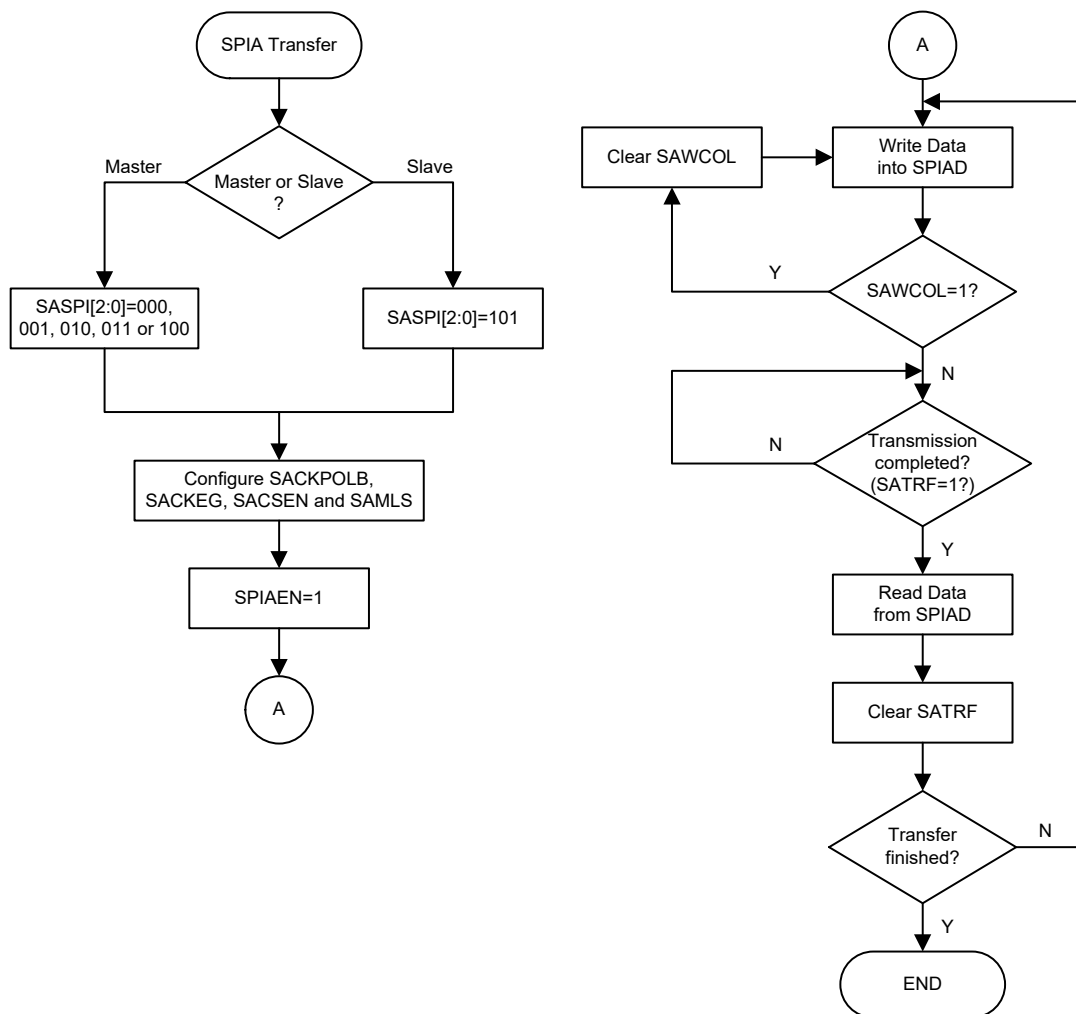 SPIA Transfer
Master or Slave
?
Master
Slave
SASPI[2:0]=000,
001, 010, 011 or 100
SASPI[2:0]=101
Configure SACKPOLB,
SACKEG, SACSEN and SAMLS
SPIAEN=1
A
A
Write Data
into SPIAD
Clear SAWCOL
SAWCOL=1?
Y
N
Transmission
completed?
(SATRF=1?)
N
Y
Read Data
from SPIAD
Clear SATRF
Transfer
finished?
N
Y
END